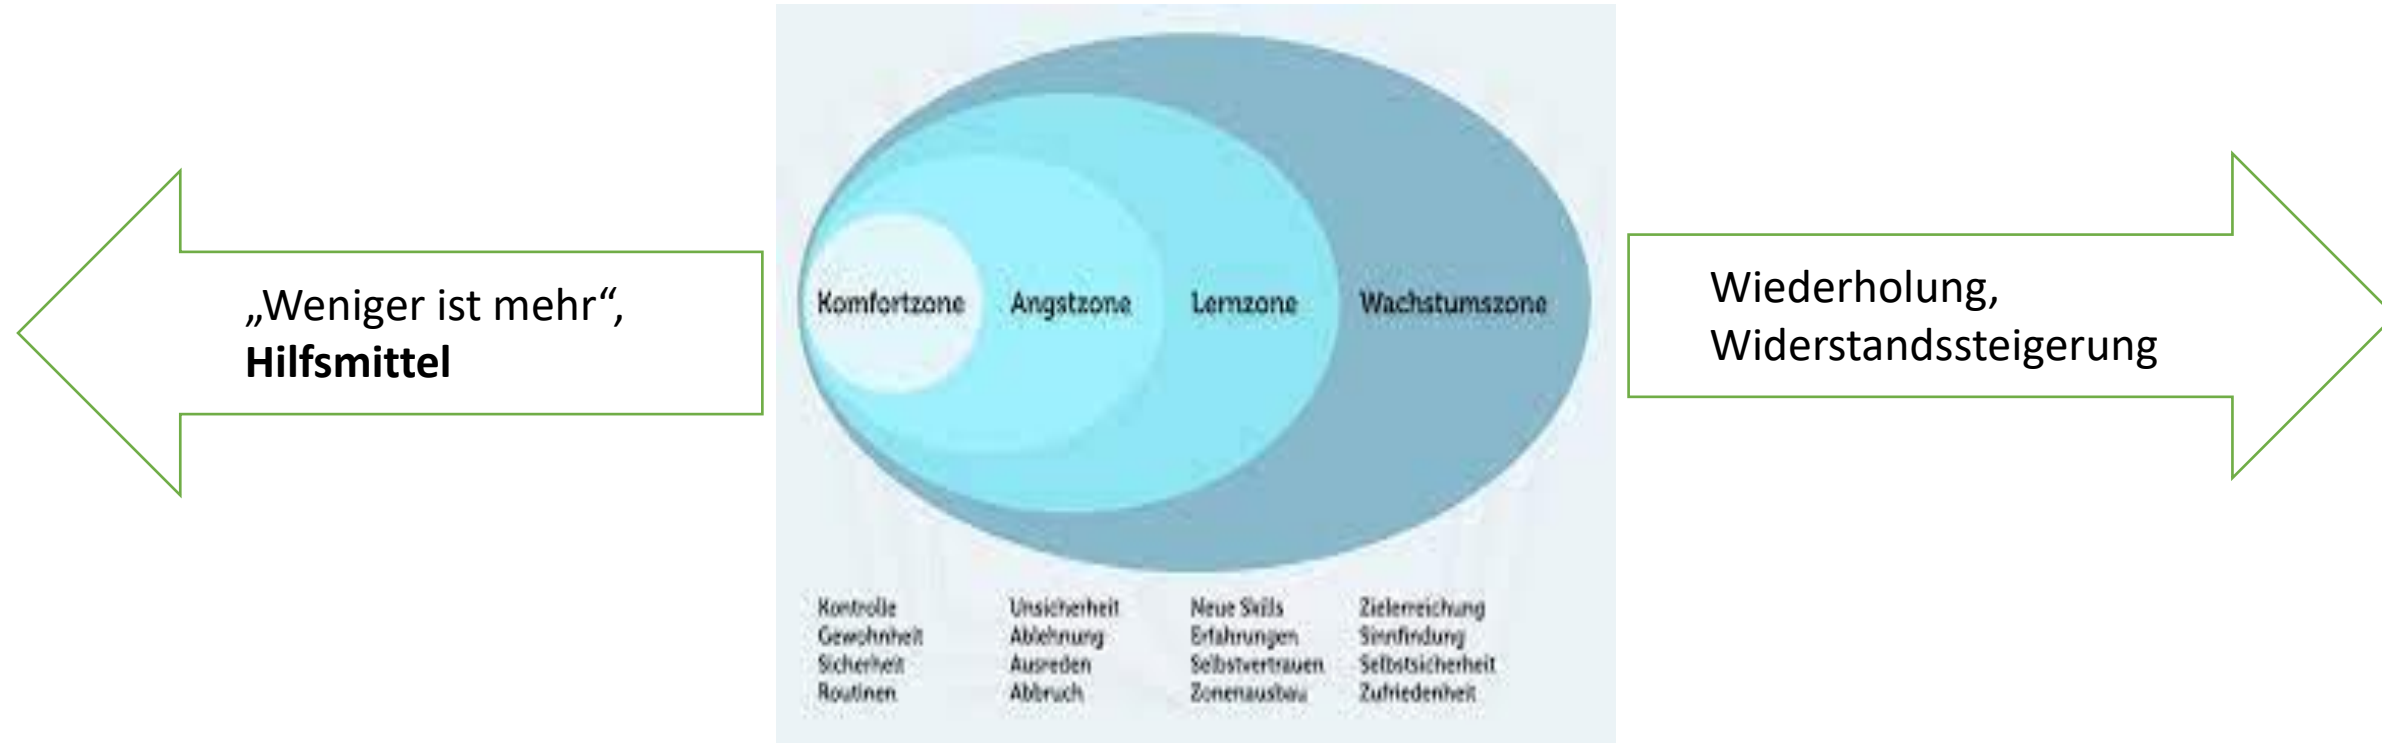 „Weniger ist mehr“,
Hilfsmittel
Komfortzone
Angstzone
Lernzone
Wachstumszone
Kontrolle
Gewohnheit
Sicherheit
Routinen
Unsicherheit
Ablehnung
Ausreden
Abbruch
Neue Skills
Erfahrungen
Selbstvertrauen
Zonenausbau
Zielerreichung
Sinnfindung
Selbstsicherheit
Zufriedenheit
Wiederholung,
Widerstandssteigerung